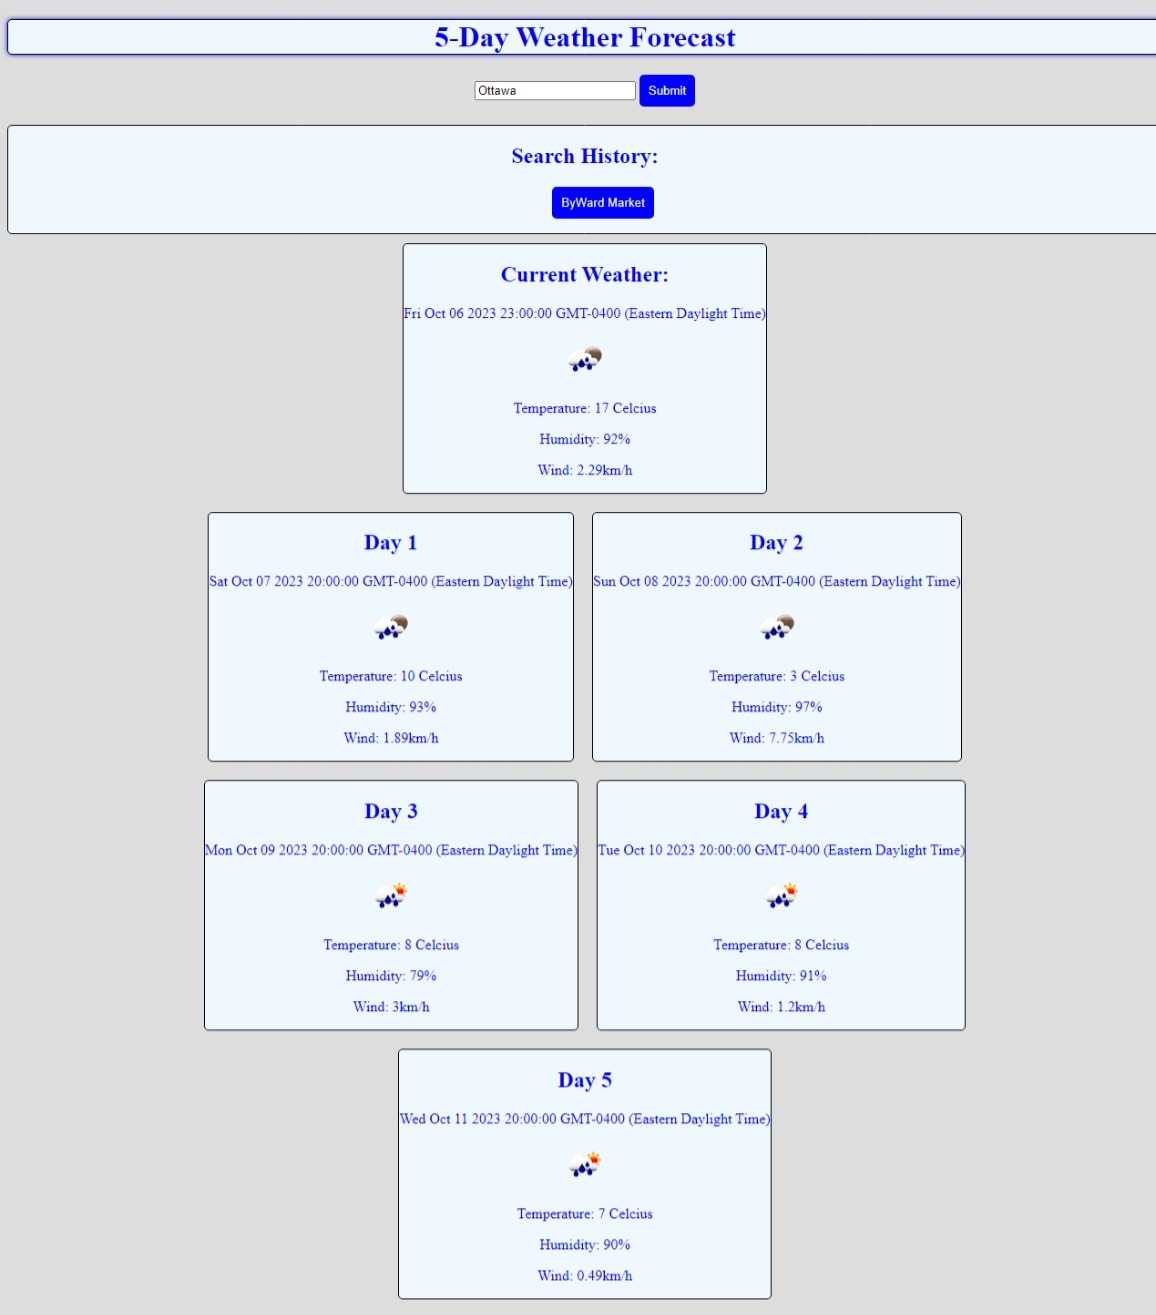 5-Day Weather Forecast
Ottawa
Submit
Search History:
ByWard Market
Current Weather:
Fri Oct 06 2023 23:00:00 GMT-0400 (Eastern Daylight Time)
Temperature: 17 Celcius
Humidity: 92%
Wind: 2.29km/h
Day 1
Sat Oct 07 2023 20:00:00 GMT-0400 (Eastern Daylight Time)
Temperature: 10 Celcius
Humidity: 93%
Wind: 1.89km/h
Day 2
Sun Oct 08 2023 20:00:00 GMT-0400 (Eastern Daylight Time)
Temperature: 3 Celcius
Humidity: 97%
Wind: 7.75km/h
Day 3
Mon Oct 09 2023 20:00:00 GMT-0400 (Eastern Daylight Time)
Temperature: 8 Celcius
Humidity: 79%
Wind: 3km/h
Day 4
Tue Oct 10 2023 20:00:00 GMT-0400 (Eastern Daylight Time)
Temperature: 8 Celcius
Humidity: 91%
Wind: 1.2km/h
Day 5
Wed Oct 11 2023 20:00:00 GMT-0400 (Eastern Daylight Time)
Temperature: 7 Celcius
Humidity: 90%
Wind: 0.49km/h